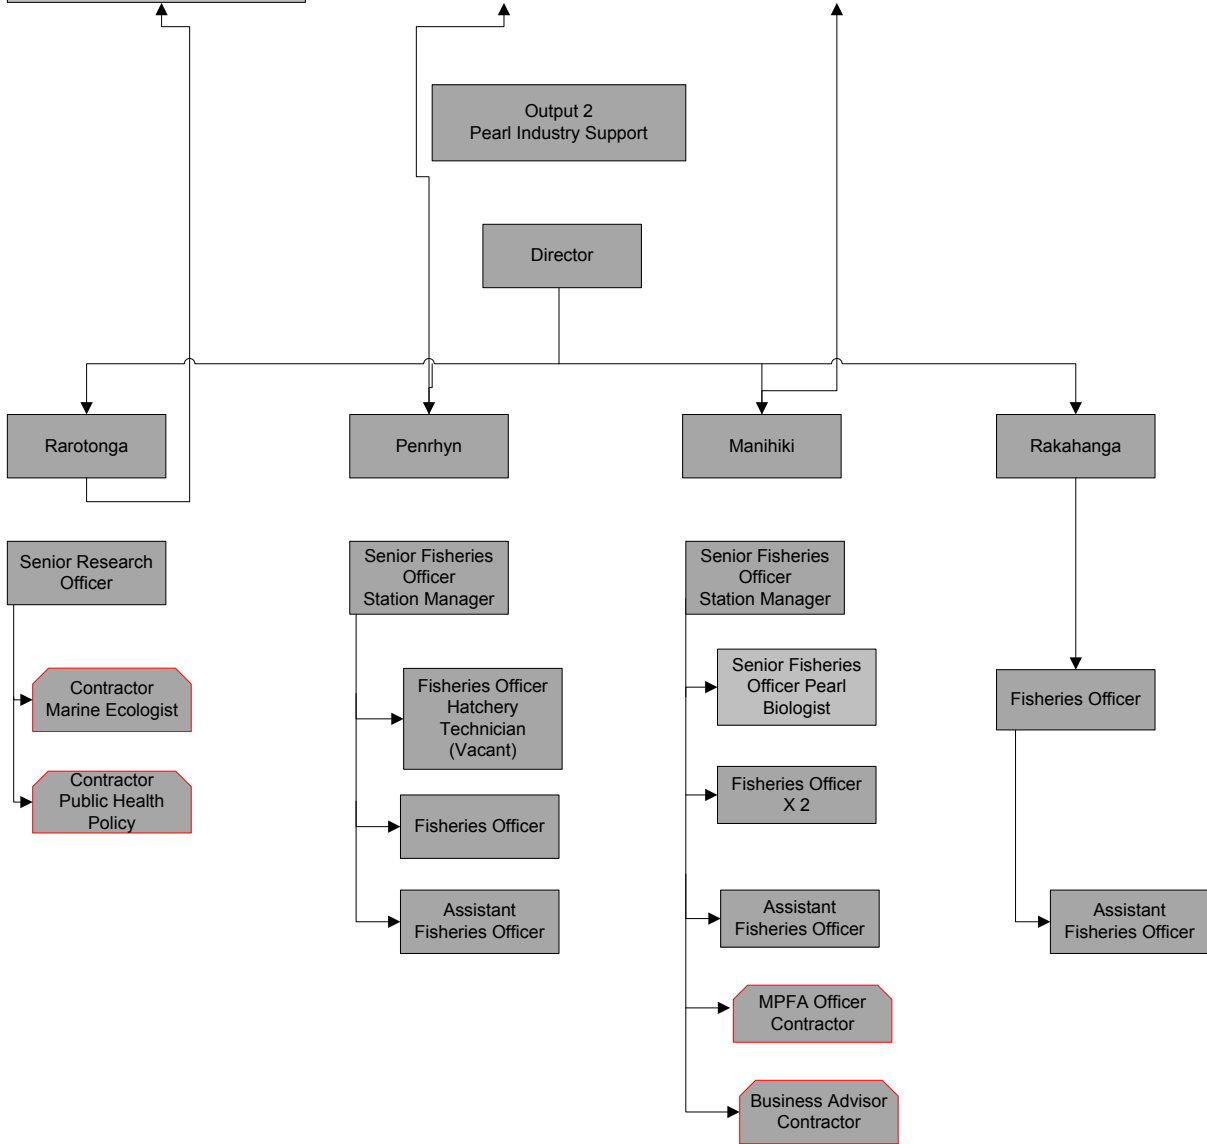 Output 2
Pearl Industry Support
Director
Rarotonga
Penrhyn
Manihiki
Rakahanga
Senior Research
Officer
Contractor
Marine Ecologist
Contractor
Public Health
Policy
Senior Fisheries
Officer
Station Manager
Fisheries Officer
Hatchery
Technician
(Vacant)
Fisheries Officer
Assistant
Fisheries Officer
Senior Fisheries
Officer
Station Manager
Senior Fisheries
Officer Pearl
Biologist
Fisheries Officer
X 2
Assistant
Fisheries Officer
MPFA Officer
Contractor
Business Advisor
Contractor
Fisheries Officer
Assistant
Fisheries Officer